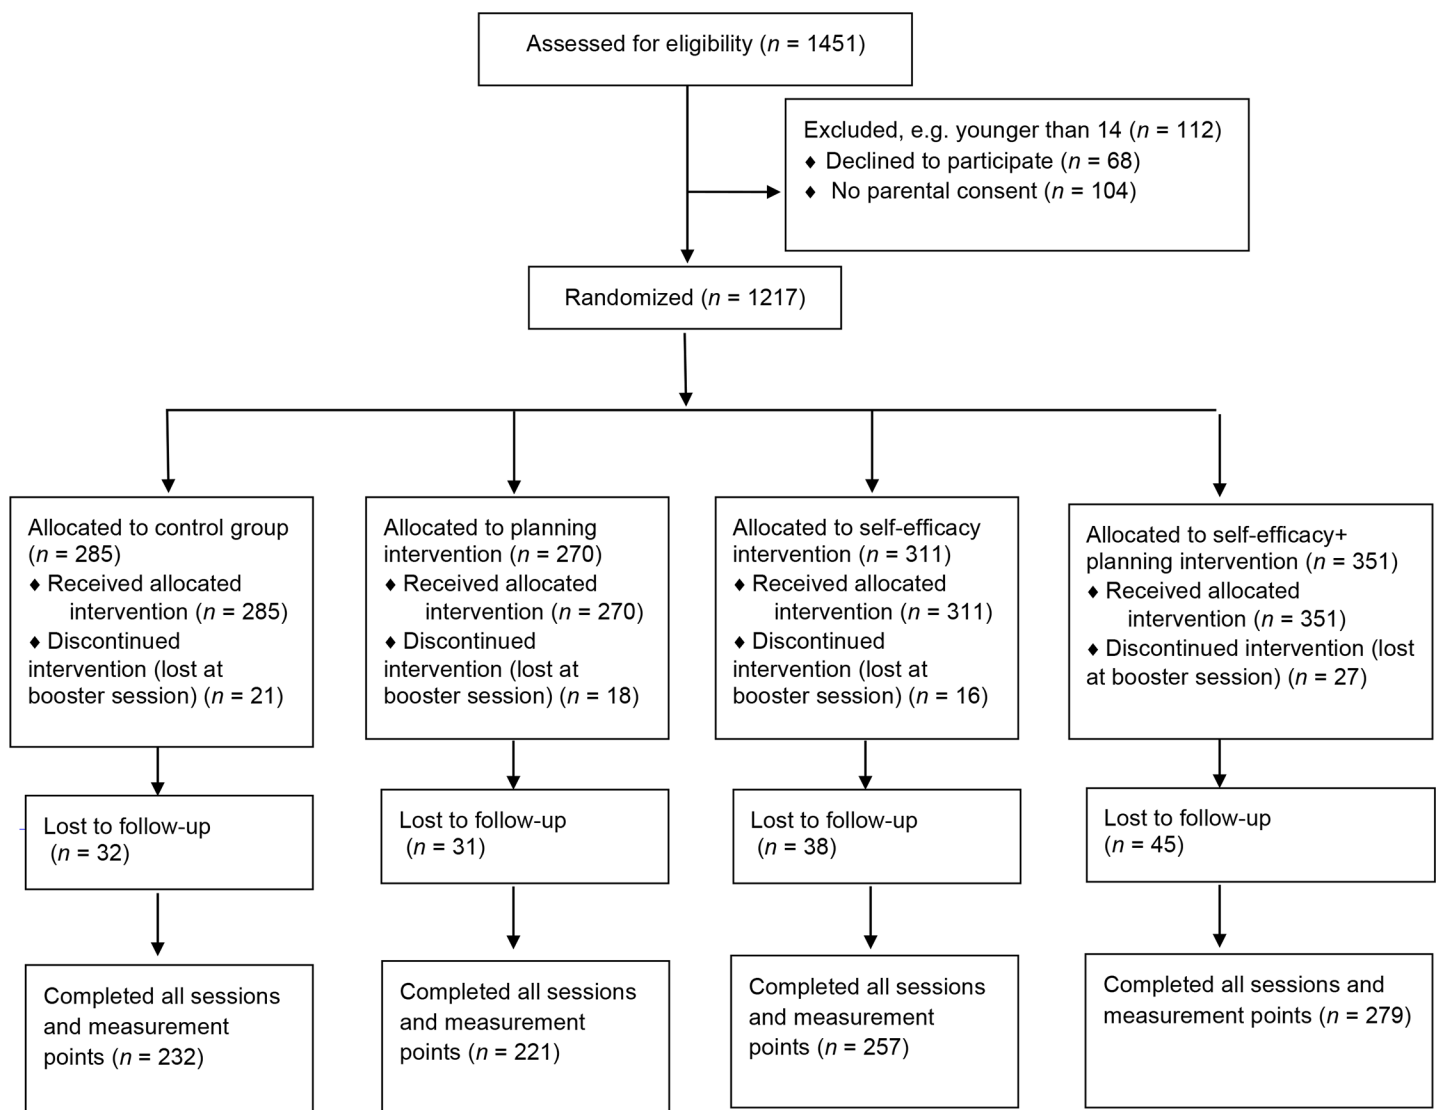 Assessed for eligibility (n = 1451)
Excluded, e.g. younger than 14 (n = 112)
♦ Declined to participate (n = 68)
♦ No parental consent (n = 104)
Randomized (n = 1217)
Allocated to control group
(n = 285)
♦ Received allocated
intervention (n = 285)
♦ Discontinued
intervention (lost at
booster session) (n = 21)
Allocated to planning
intervention (n = 270)
♦ Received allocated
intervention (n = 270)
♦ Discontinued
intervention (lost at
booster session) (n = 18)
Allocated to self-efficacy
intervention (n = 311)
♦ Received allocated
intervention (n = 311)
♦ Discontinued
intervention (lost at
booster session) (n = 16)
Allocated to self-efficacy+
planning intervention (n = 351)
♦ Received allocated
intervention (n = 351)
♦ Discontinued intervention (lost
at booster session) (n = 27)
Lost to follow-up
(n = 32)
Lost to follow-up
(n = 31)
Lost to follow-up
(n = 38)
Lost to follow-up
(n = 45)
Completed all sessions
and measurement
points (n = 232)
Completed all sessions
and measurement
points (n = 221)
Completed all sessions
and measurement
points (n = 257)
Completed all sessions and
measurement points (n = 279)